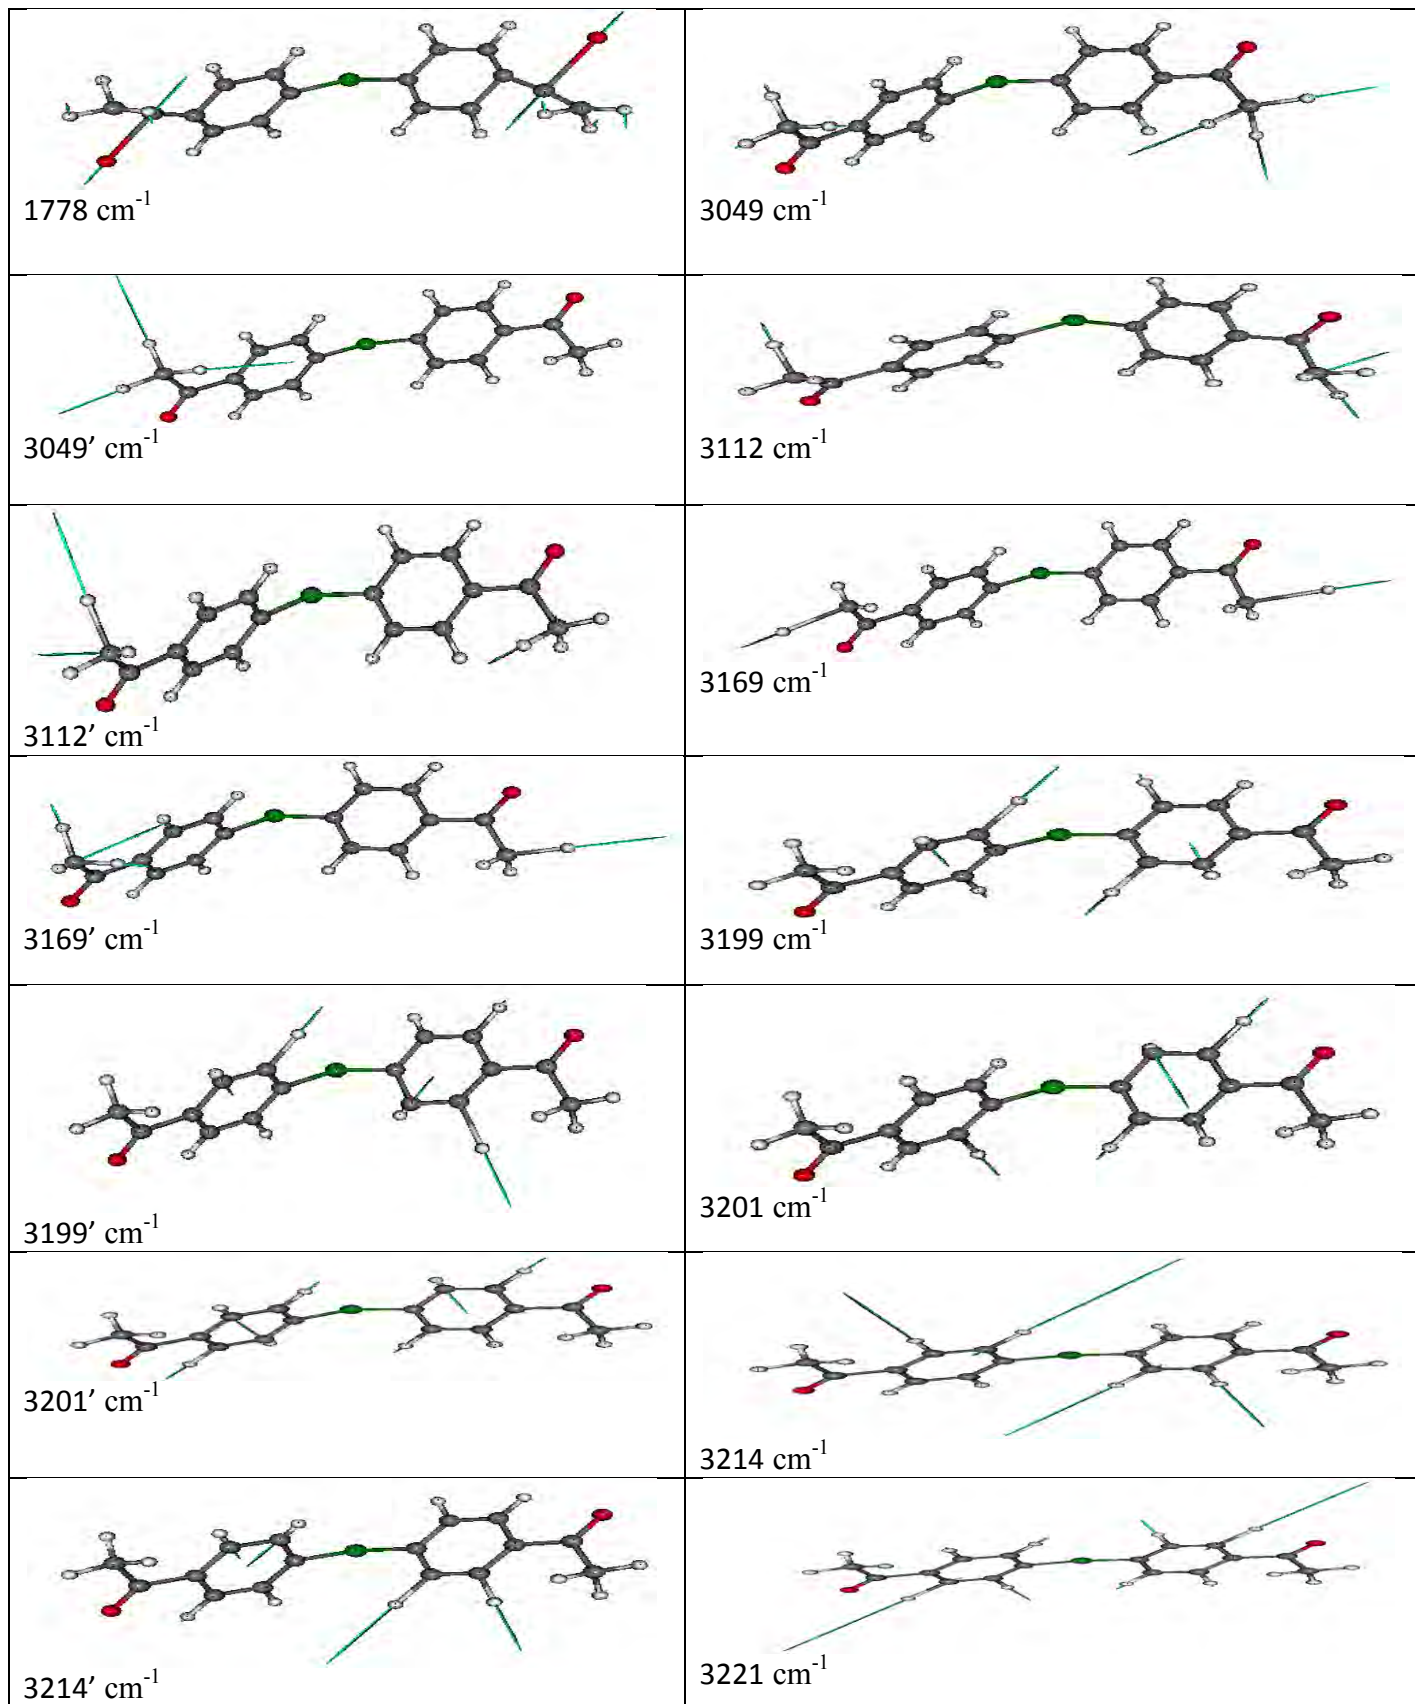 1778 cm⁻¹
3049 cm⁻¹
3049’ cm⁻¹
3112 cm⁻¹
3112’ cm⁻¹
3169 cm⁻¹
3169’ cm⁻¹
3199 cm⁻¹
3199’ cm⁻¹
3201 cm⁻¹
3201’ cm⁻¹
3214 cm⁻¹
3214’ cm⁻¹
3221 cm⁻¹